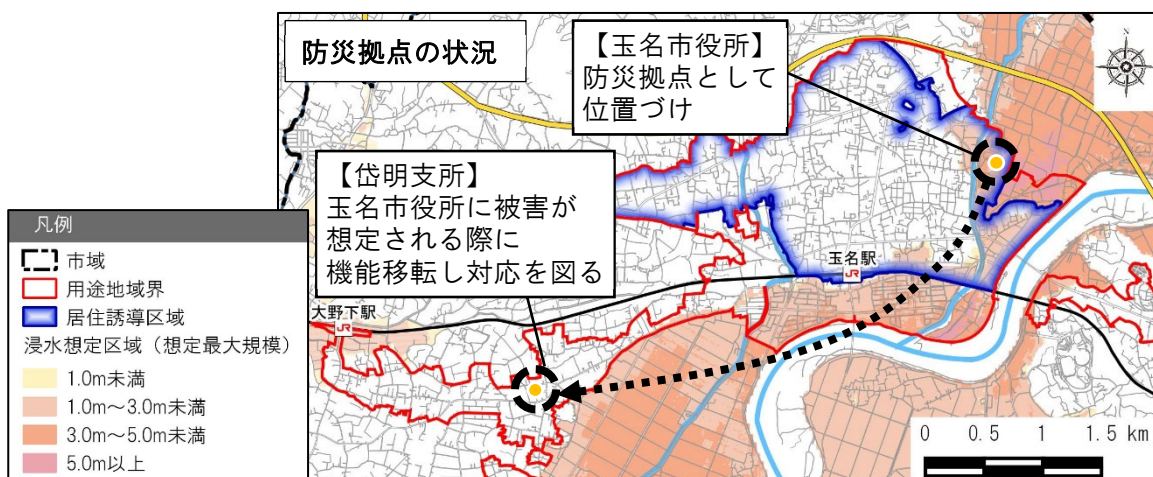 防災拠点の状況
【玉名市役所】
防災拠点として
位置づけ
N
【岱明支所】
玉名市役所に被害が
想定される際に
機能移転し対応を図る
玉名駅
JR
大野下駅
JR
凡例
市域
用途地域界
居住誘導区域
浸水想定区域（想定最大規模）
1.0m未満
1.0m～3.0m未満
3.0m～5.0m未満
5.0m以上
0 0.5 1 1.5 km